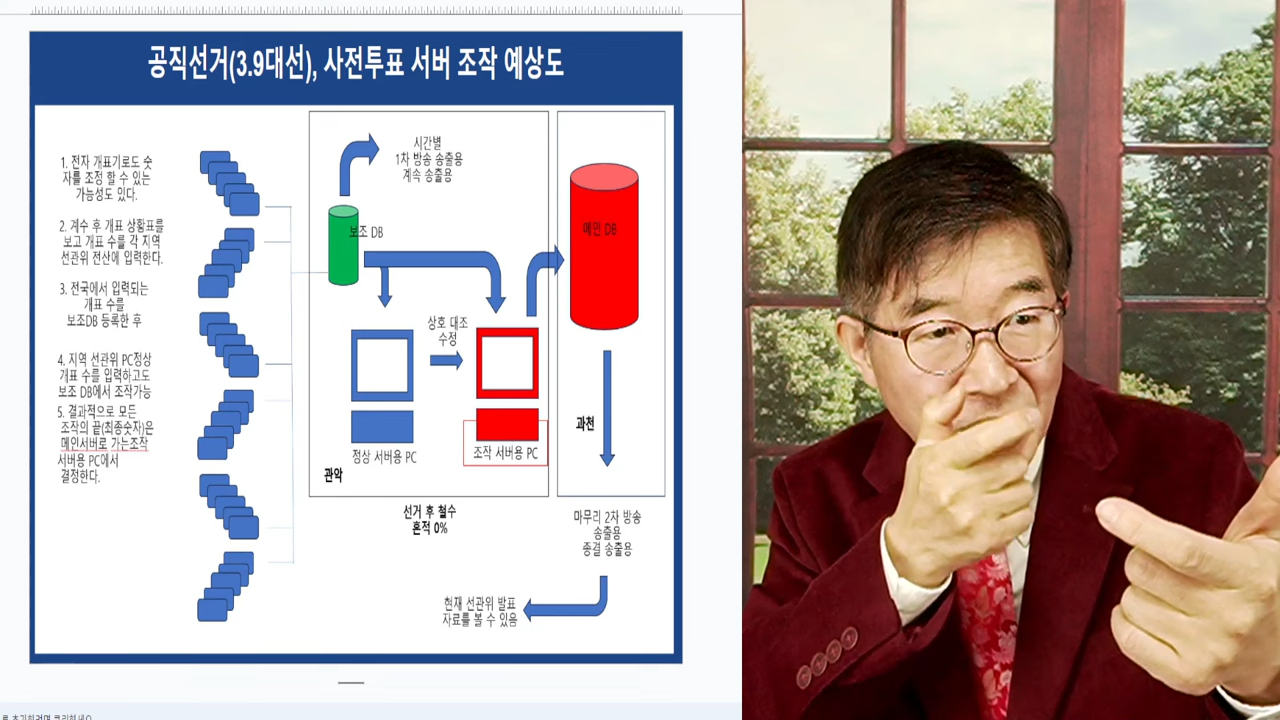 공직선거(3.9대선), 사전투표 서버 조작 예상도
1. 전자 개표기로도 숫
자를 조정 할 수 있는
가능성도 있다.
2. 계수 후 개표 상황표를
보고 개표 수를 각 지역
선관위 전산에 입력한다.
3. 전국에서 입력되는
개표 수를
보조DB 등록한 후
4. 지역 선관위 PC정상
개표 수를 입력하고도
보조 DB에서 조작가능
5. 결과적으로 모든
조작의 끝(최종숫자)은
메인서버로 가는조작
서버용 PC에서
결정한다.
시간별
1차 방송 송출용
계속 송출용
보조 DB
메인 DB
상호 대조
수정
정상 서버용 PC
조작 서버용 PC
관악
과천
선거 후 철수
흔적 0%
마무리 2차 방송
송출용
종결 송출용
현재 선관위 발표
자료를 볼 수 있음